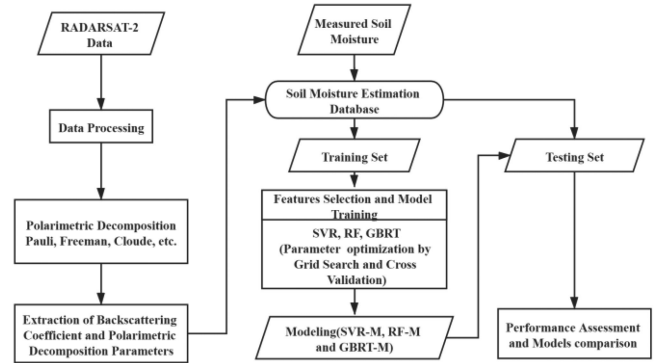 RADARSAT-2
Data
Data Processing
Polarimetric Decomposition
Pauli, Freeman, Cloude, etc.
Extraction of Backscattering
Coefficient and Polarimetric
Decomposition Parameters
Measured Soil
Moisture
Soil Moisture Estimation
Database
Training Set
Features Selection and Model
Training
SVR, RF, GBRT
(Parameter optimization by
Grid Search and Cross
Validation)
Modeling(SVR-M, RF-M
and GBRT-M)
Testing Set
Performance Assessment
and Models comparison